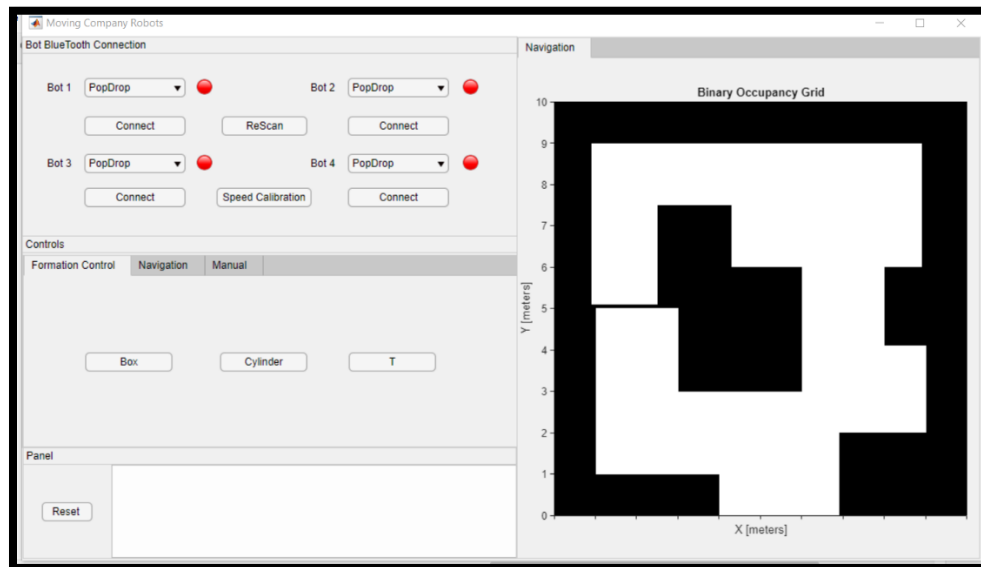 Moving Company Robots
Bot BlueTooth Connection
Bot 1 PopDrop
Bot 2 PopDrop
Connect ReScan Connect
Bot 3 PopDrop
Bot 4 PopDrop
Connect Speed Calibration Connect
Controls
Formation Control Navigation Manual
Box Cylinder T
Panel
Reset
Navigation
Binary Occupancy Grid
10
9
8
7
6
5
4
3
2
1
0
Y [meters]
X [meters]